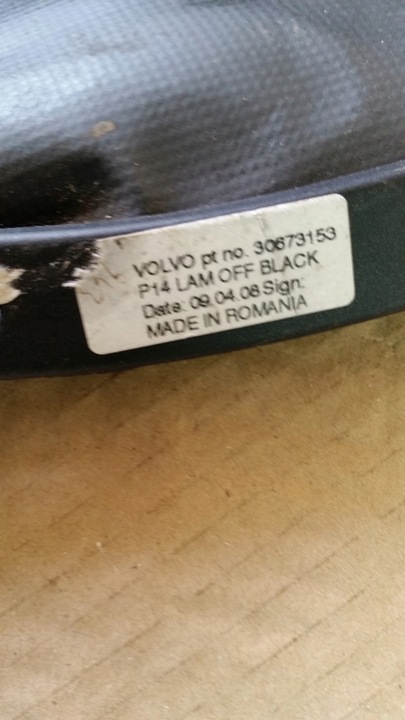 VOLVO pt no. 30673153
P14 LAM OFF BLACK
Date: 09.04.08 Sign:
MADE IN ROMANIA